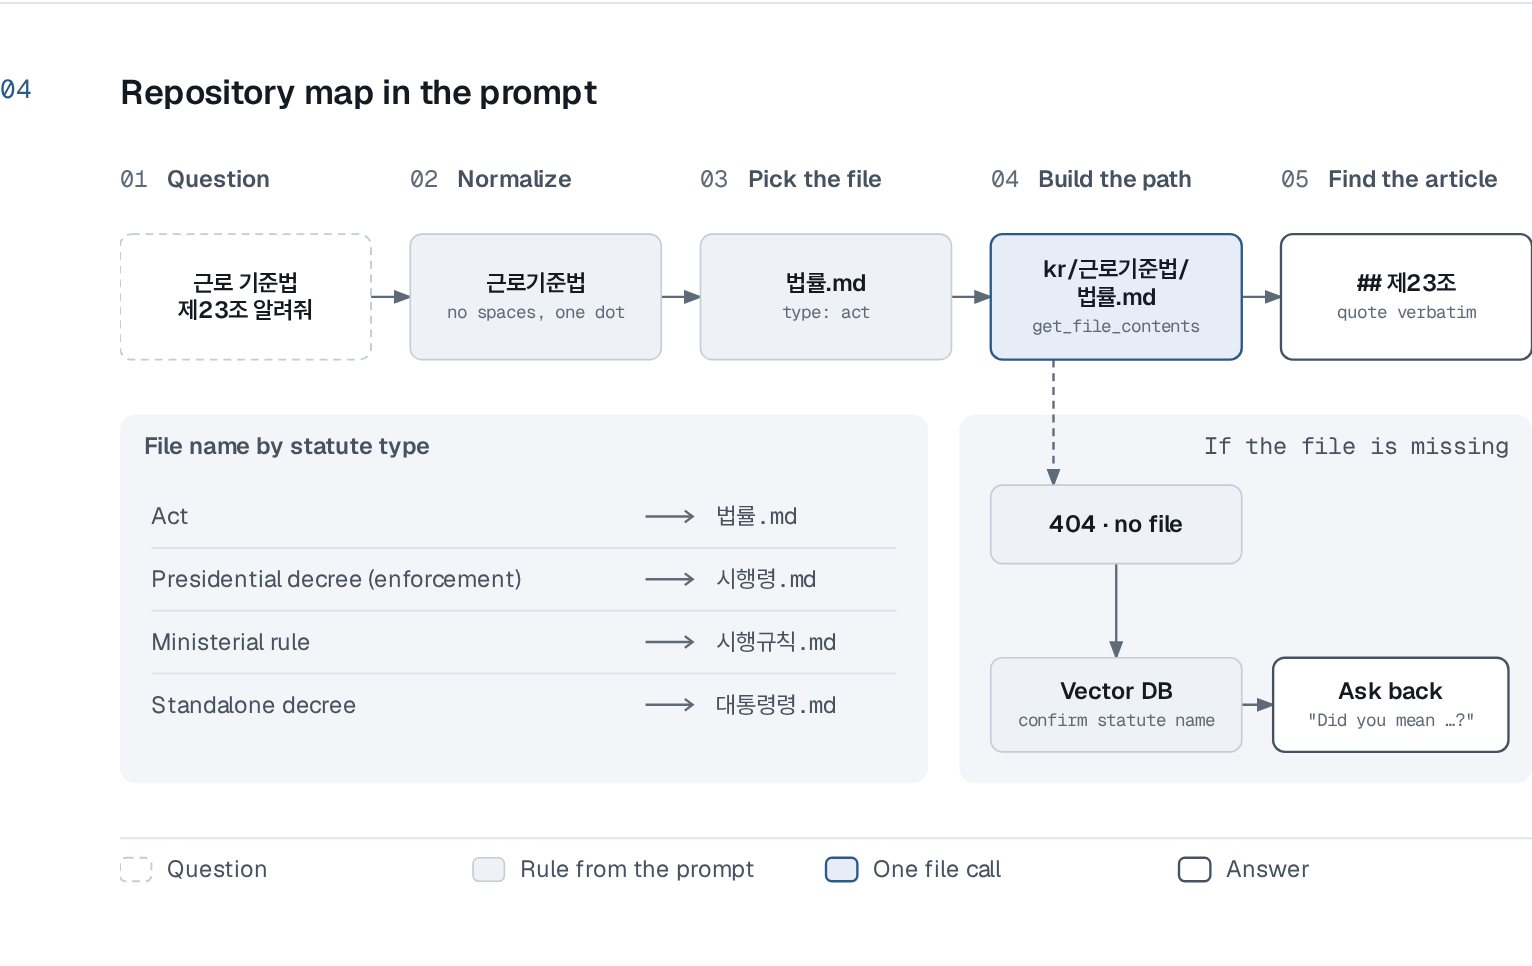 04
Repository map in the prompt
01 Question
02 Normalize
03 Pick the file
04 Build the path
05 Find the article
근로 기준법
제23조 알려줘
근로기준법
no spaces, one dot
법률.md
type: act
kr/근로기준법/
법률.md
get_file_contents
## 제23조
quote verbatim
File name by statute type
Act → 법률.md
Presidential decree (enforcement) → 시행령.md
Ministerial rule → 시행규칙.md
Standalone decree → 대통령령.md
If the file is missing
404 · no file
Vector DB
confirm statute name
Ask back
"Did you mean …?"
Question
Rule from the prompt
One file call
Answer